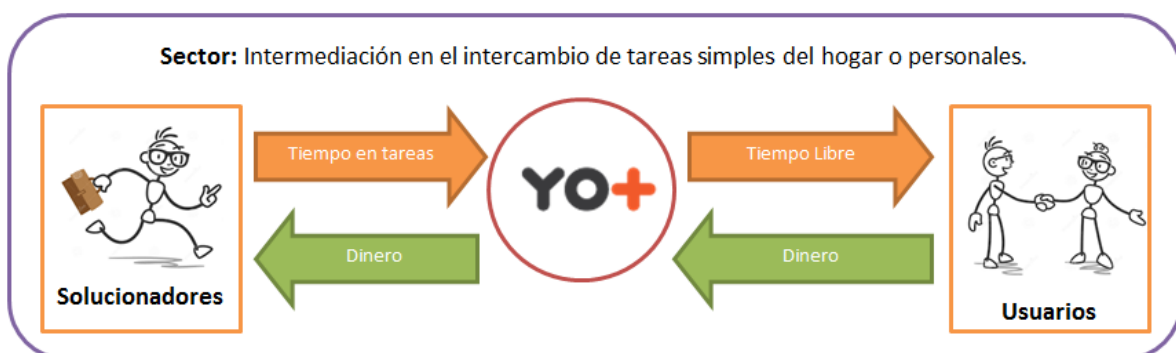 Sector: Intermediación en el intercambio de tareas simples del hogar o personales.
Tiempo en tareas
Tiempo Libre
YO+
Dinero
Dinero
Solucionadores
Usuarios